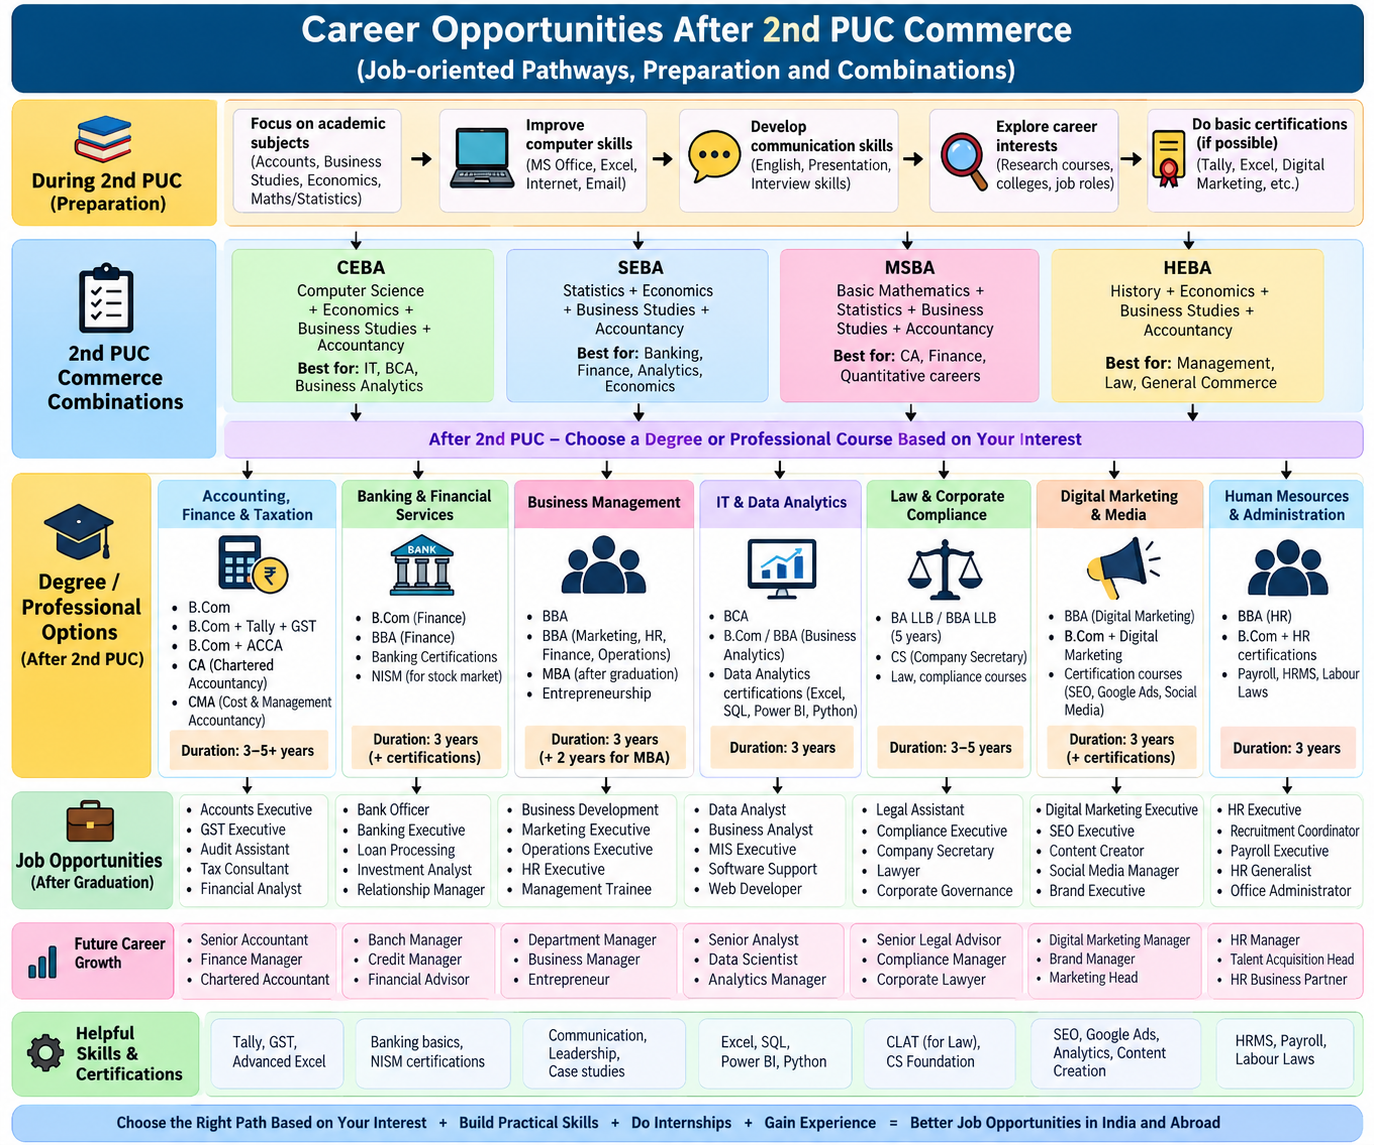 Career Opportunities After 2nd PUC Commerce
(Job-oriented Pathways, Preparation and Combinations)
During 2nd PUC
(Preparation)
Focus on academic
subjects
(Accounts, Business
Studies, Economics,
Maths/Statistics)
Improve
computer skills
(MS Office, Excel,
Internet, Email)
Develop
communication skills
(English, Presentation,
Interview skills)
Explore career
interests
(Research courses,
colleges, job roles)
Do basic certifications
(if possible)
(Tally, Excel, Digital
Marketing, etc.)
2nd PUC
Commerce
Combinations
CEBA
Computer Science
+ Economics +
Business Studies +
Accountancy
Best for: IT, BCA,
Business Analytics
SEBA
Statistics + Economics
+ Business Studies +
Accountancy
Best for: Banking,
Finance, Analytics,
Economics
MSBA
Basic Mathematics +
Statistics + Business
Studies + Accountancy
Best for: CA, Finance,
Quantitative careers
HEBA
History + Economics +
Business Studies +
Accountancy
Best for: Management,
Law, General Commerce
After 2nd PUC – Choose a Degree or Professional Course Based on Your Interest
Degree /
Professional
Options
(After 2nd PUC)
Accounting,
Finance & Taxation
• B.Com
• B.Com + Tally + GST
• B.Com + ACCA
• CA (Chartered
Accountancy)
• CMA (Cost & Management
Accountancy)
Duration: 3–5+ years
Banking & Financial
Services
BANK
• B.Com (Finance)
• BBA (Finance)
• Banking Certifications
• NISM (for stock market)
Duration: 3 years
(+ certifications)
Business Management
• BBA
• BBA (Marketing, HR,
Finance, Operations)
• MBA (after graduation)
• Entrepreneurship
Duration: 3 years
(+ 2 years for MBA)
IT & Data Analytics
• BCA
• B.Com / BBA (Business
Analytics)
• Data Analytics
certifications (Excel,
SQL, Power BI, Python)
Duration: 3 years
Law & Corporate
Compliance
• BA LLB / BBA LLB
(5 years)
• CS (Company Secretary)
• Law, compliance courses
Duration: 3–5 years
Digital Marketing
& Media
• BBA (Digital Marketing)
• B.Com + Digital
Marketing
• Certification courses
(SEO, Google Ads, Social
Media)
Duration: 3 years
(+ certifications)
Human Mesources
& Administration
• BBA (HR)
• B.Com + HR
certifications
• Payroll, HRMS, Labour
Laws
Duration: 3 years
Job Opportunities
(After Graduation)
• Accounts Executive
• GST Executive
• Audit Assistant
• Tax Consultant
• Financial Analyst
• Bank Officer
• Banking Executive
• Loan Processing
• Investment Analyst
• Relationship Manager
• Business Development
• Marketing Executive
• Operations Executive
• HR Executive
• Management Trainee
• Data Analyst
• Business Analyst
• MIS Executive
• Software Support
• Web Developer
• Legal Assistant
• Compliance Executive
• Company Secretary
• Lawyer
• Corporate Governance
• Digital Marketing Executive
• SEO Executive
• Content Creator
• Social Media Manager
• Brand Executive
• HR Executive
• Recruitment Coordinator
• Payroll Executive
• HR Generalist
• Office Administrator
Future Career
Growth
• Senior Accountant
• Finance Manager
• Chartered Accountant
• Banch Manager
• Credit Manager
• Financial Advisor
• Department Manager
• Business Manager
• Entrepreneur
• Senior Analyst
• Data Scientist
• Analytics Manager
• Senior Legal Advisor
• Compliance Manager
• Corporate Lawyer
• Digital Marketing Manager
• Brand Manager
• Marketing Head
• HR Manager
• Talent Acquisition Head
• HR Business Partner
Helpful
Skills &
Certifications
Tally, GST,
Advanced Excel
Banking basics,
NISM certifications
Communication,
Leadership,
Case studies
Excel, SQL,
Power BI, Python
CLAT (for Law),
CS Foundation
SEO, Google Ads,
Analytics, Content
Creation
HRMS, Payroll,
Labour Laws
Choose the Right Path Based on Your Interest + Build Practical Skills + Do Internships + Gain Experience = Better Job Opportunities in India and Abroad